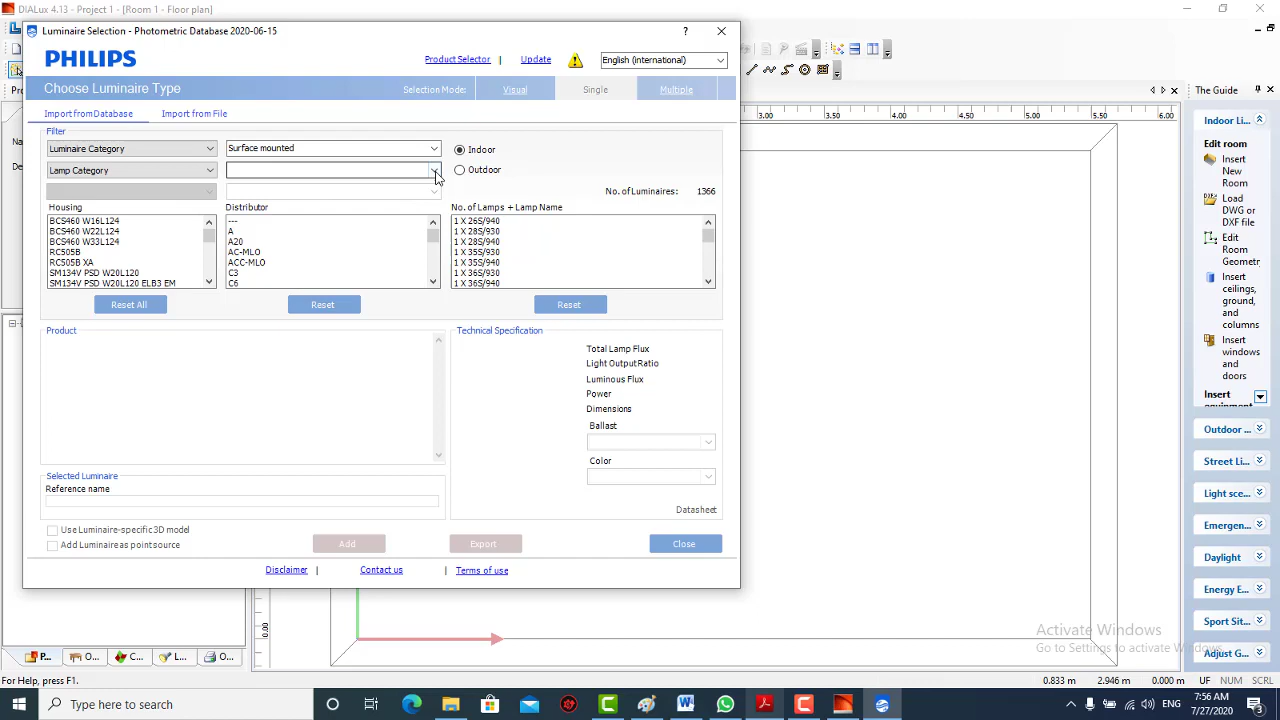 DIALux - Project 1 - [Room 1 - Floor plan]
Luminaire Selection - Photometric Database 2020-06-15
?
PHILIPS
Product Selector | Update
English (International)
Choose Luminaire Type
Selection Mode:
Visual
Single
Multiple
Import from Database
Import from File
Filter
Luminaire Category
Surface mounted
Indoor
Lamp Category
Outdoor
No. of Luminaires: 1366
Housing
Distributor
No. of Lamps + Lamp Name
BCS460 W16L124
BCS460 W22L124
BCS460 W33L124
RC505B
RC505B XA
SM134V PSD W20L120
SM134V PSD W20L120 ELB3 EM
---
A
A20
AC-MLO
ACC-MLO
C3
C6
1 X 26S/940
1 X 28S/930
1 X 28S/940
1 X 35S/930
1 X 35S/940
1 X 36S/930
1 X 36S/940
Reset All
Reset
Reset
Product
Technical Specification
Total Lamp Flux
Light Output Ratio
Luminous Flux
Power
Dimensions
Ballast
Color
Selected Luminaire
Reference name
Datasheet
Use Luminaire-specific 3D model
Add Luminaire as point source
Add
Export
Close
Disclaimer | Contact us | Terms of use
3.00
3.50
4.00
4.50
5.00
5.50
6.00
0.00
The Guide
Indoor Li...
Edit room
Insert
New
Room
Load
DWG or
DXF file
Edit
Room
Geometry
Insert
ceilings,
ground,
and
columns
Insert
windows
and
doors
Insert
Outdoor ...
Street Li...
Light sce...
Emergen...
Daylight
Energy E...
Sport Sit...
Adjust G...
Activate Windows
Go to Settings to activate Windows.
P...
O...
C...
L...
O...
For Help, press F1.
0.833 m 2.946 m 0.000 m UF NUM RF
Type here to search
ENG
7:56 AM
7/27/2020